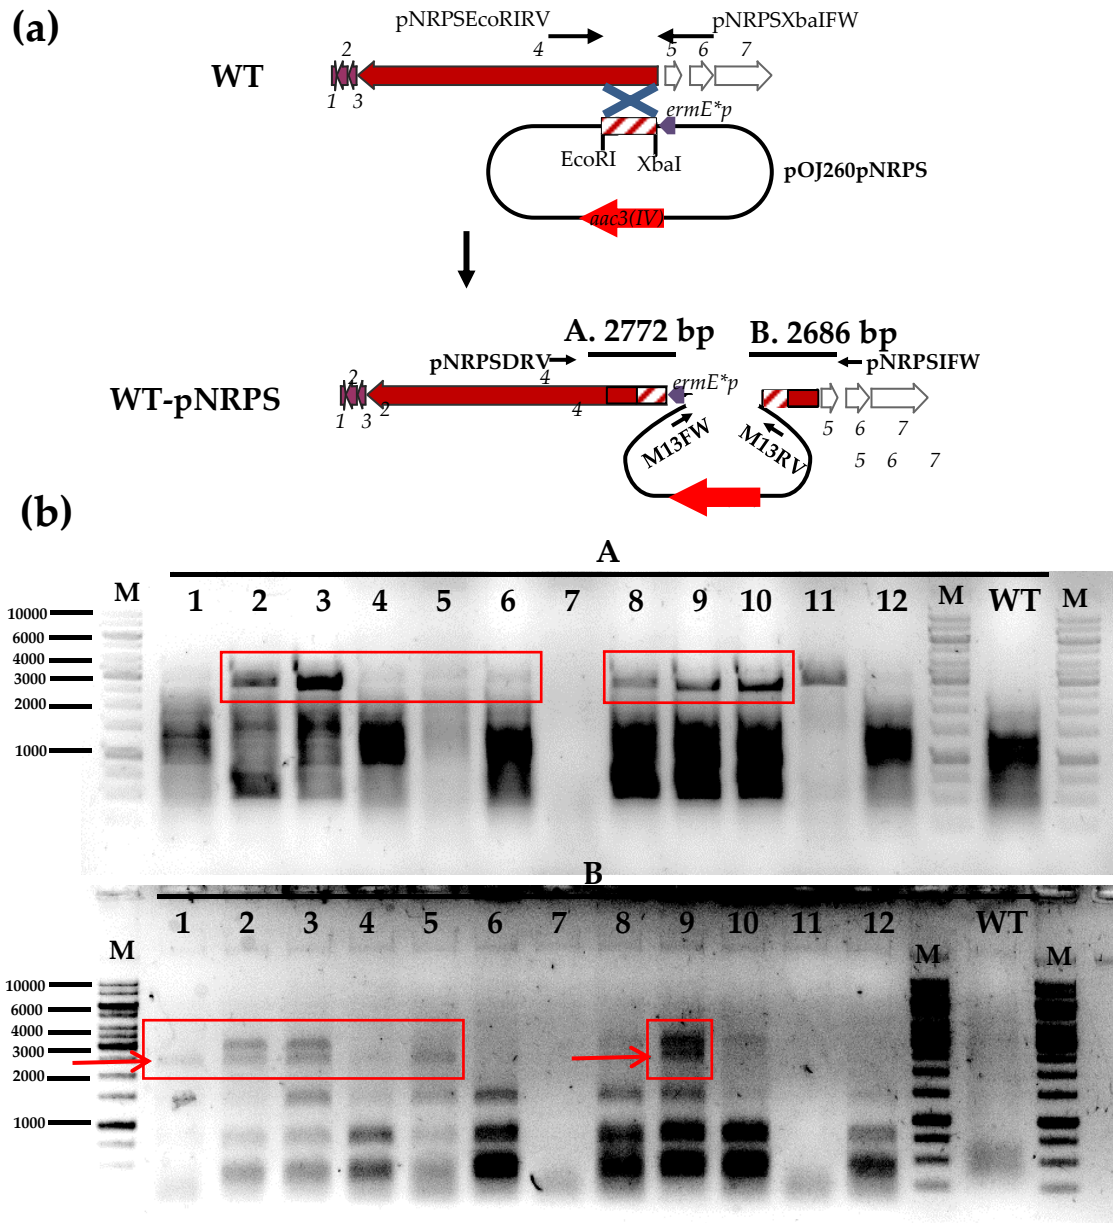 (a)
pNRPSEcoRIRV pNRPSXbaIFW
2 4 5 6 7
WT
1 3
ermE*p
EcoRI XbaI
pOJ260pNRPS
aac3(IV)
A. 2772 bp B. 2686 bp
pNRPSDRV pNRPSIFW
2 4 ermE*p
WT-pNRPS
1 3 2 4 5 6 7
M13FW M13RV
5 6 7
(b)
A
M 1 2 3 4 5 6 7 8 9 10 11 12 M WT M
10000
6000
4000
3000
2000
1000
B
1 2 3 4 5 6 7 8 9 10 11 12 WT
M M M
10000
6000
4000
3000
2000
1000